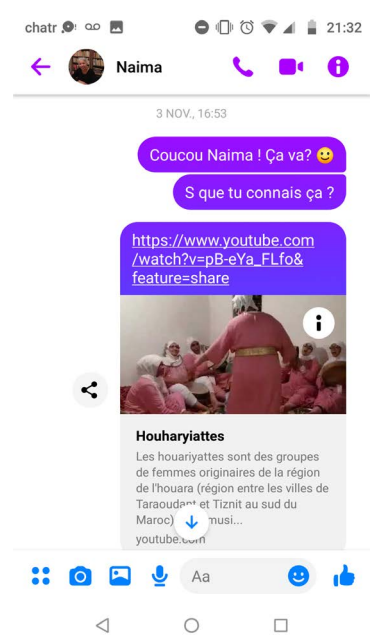 chatr
21:32
Naima
3 NOV., 16:53
Coucou Naima ! Ça va?
S que tu connais ça ?
https://www.youtube.com
/watch?v=pB-eYa_FLfo&
feature=share
Houharyiattes
Les houariyattes sont des groupes
de femmes originaires de la région
de l'houara (région entre les villes de
Taraoudant et Tiznit au sud du
Maroc) musi...
youtube.com
Aa